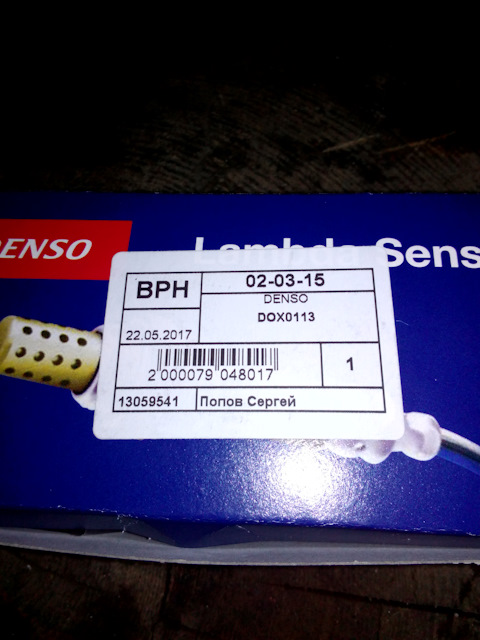 DENSO
Lambda Sens
BPH
02-03-15
DENSO
DOX0113
22.05.2017
2 000079 048017
1
13059541
Попов Сергей